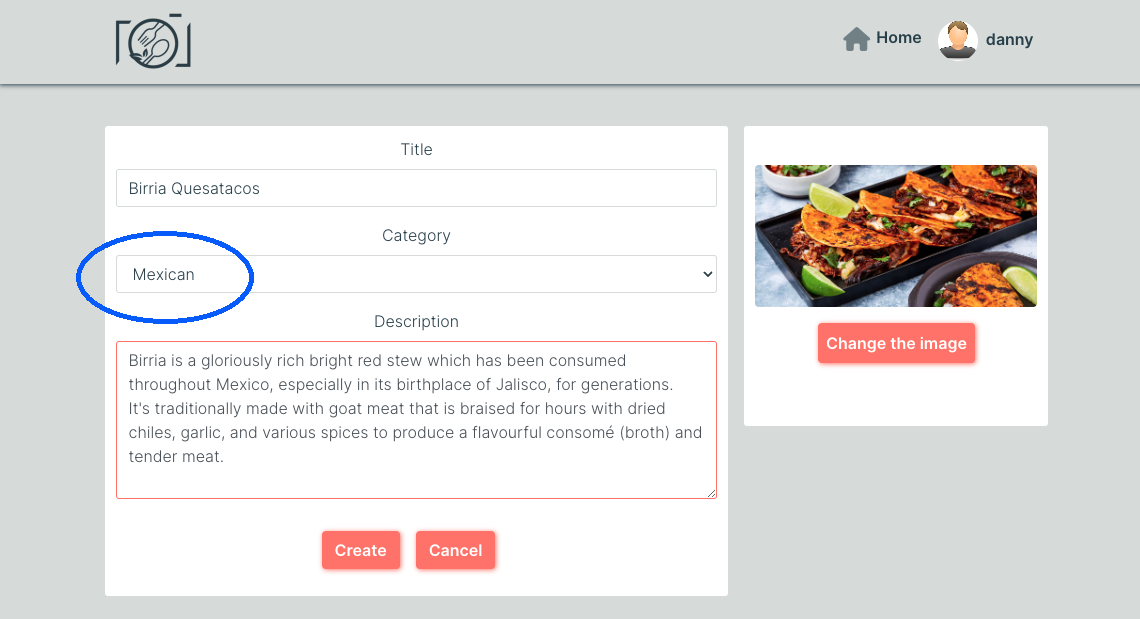 Home
danny
Title
Birria Quesatacos
Category
Mexican
Description
Birria is a gloriously rich bright red stew which has been consumed
throughout Mexico, especially in its birthplace of Jalisco, for generations.
It's traditionally made with goat meat that is braised for hours with dried
chiles, garlic, and various spices to produce a flavourful consomé (broth) and
tender meat.
Change the image
Create
Cancel